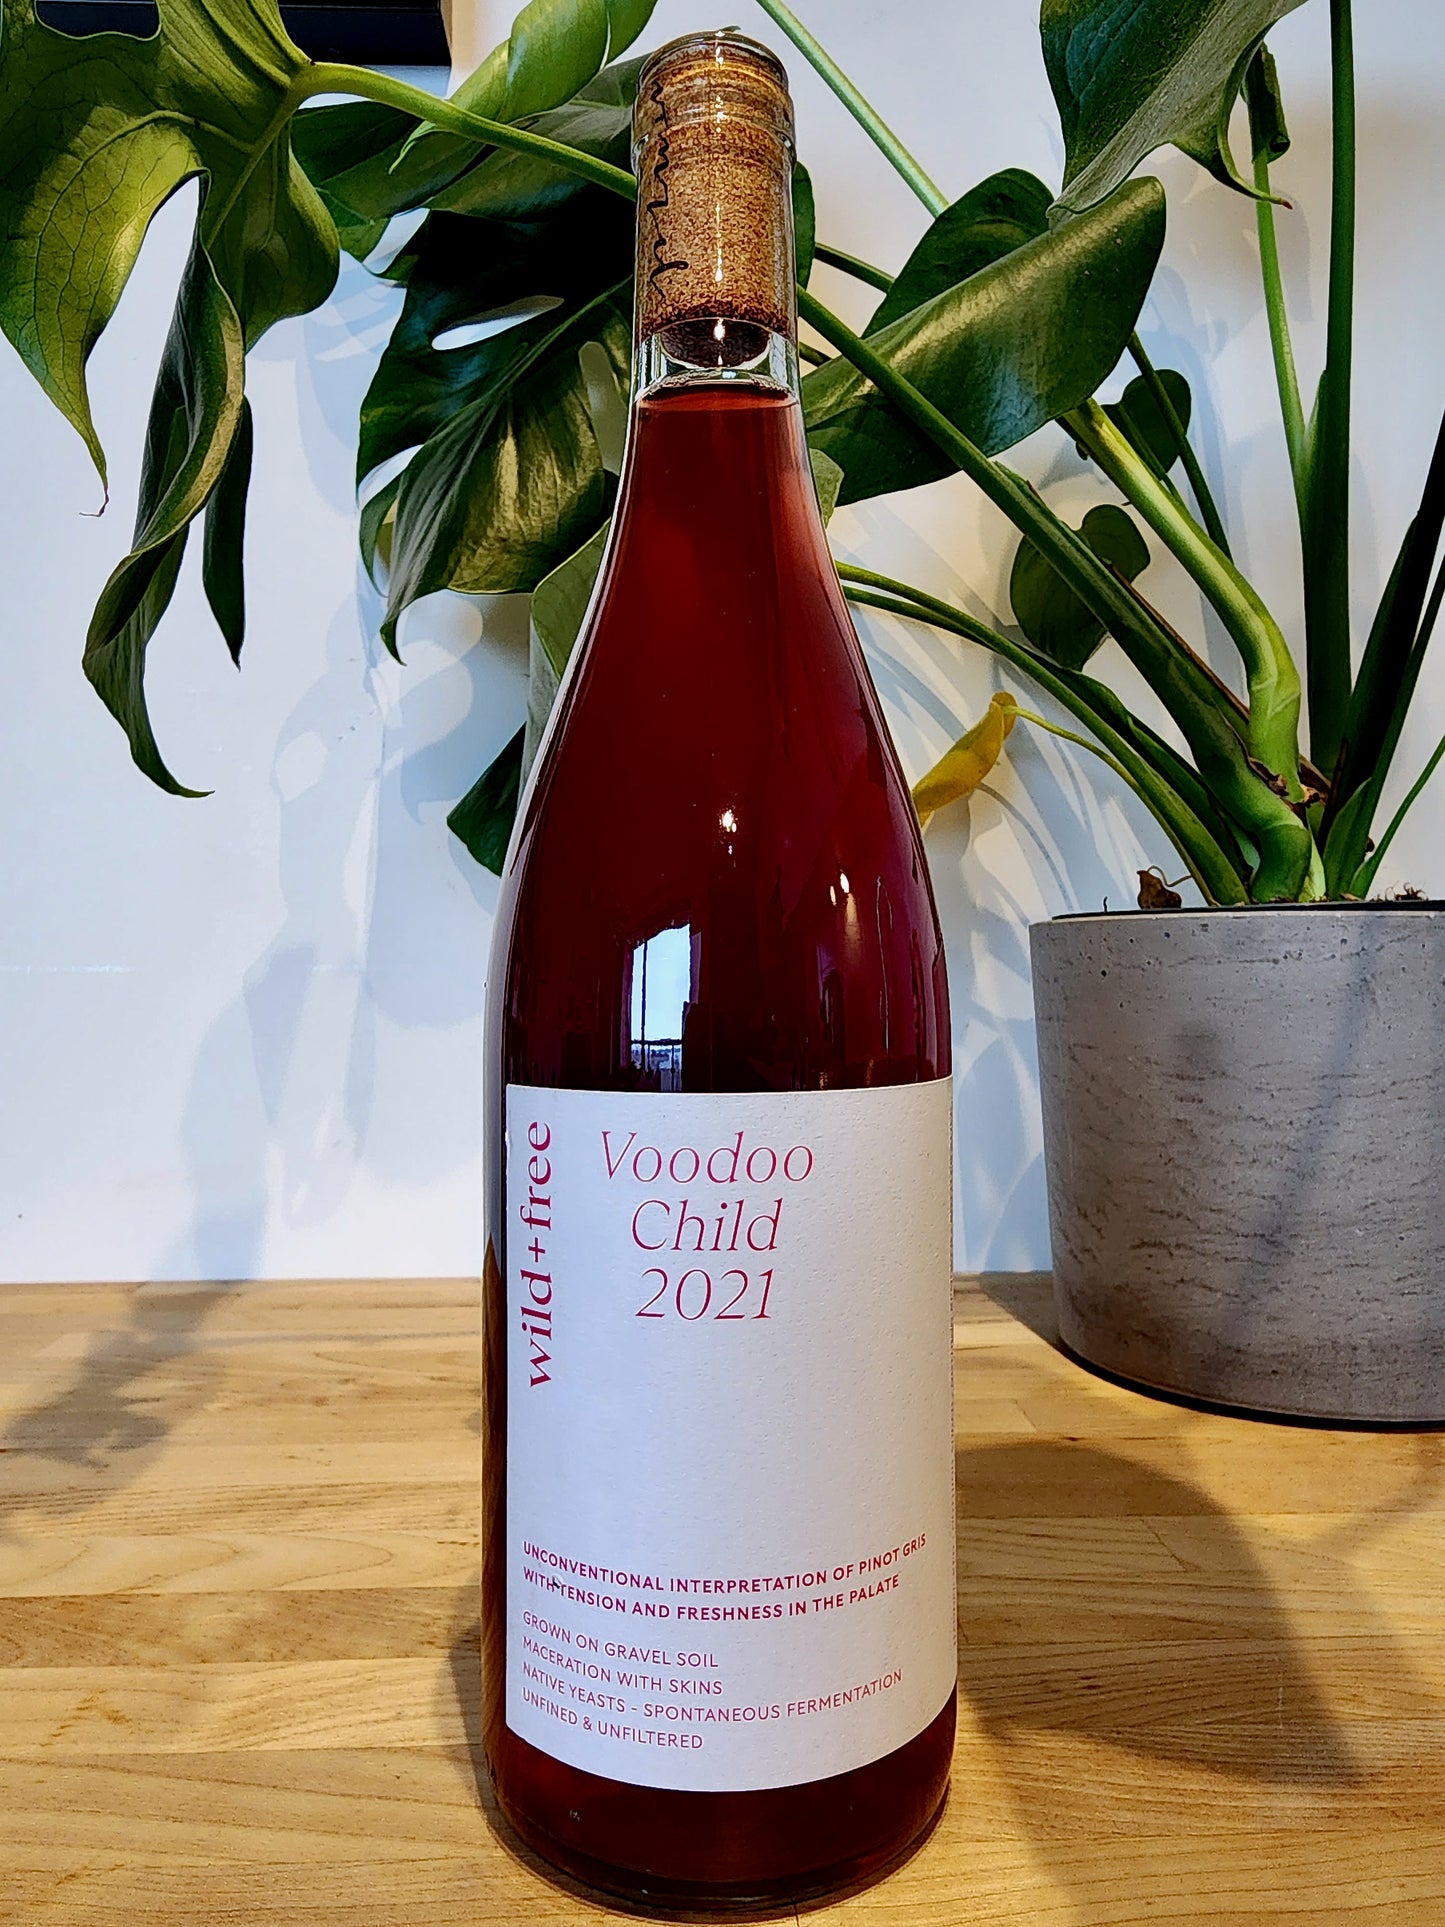 wild+free
Voodoo
Child
2021
UNCONVENTIONAL INTERPRETATION OF PINOT GRIS
WITH TENSION AND FRESHNESS IN THE PALATE
GROWN ON GRAVEL SOIL
MACERATION WITH SKINS
NATIVE YEASTS - SPONTANEOUS FERMENTATION
UNFINED & UNFILTERED